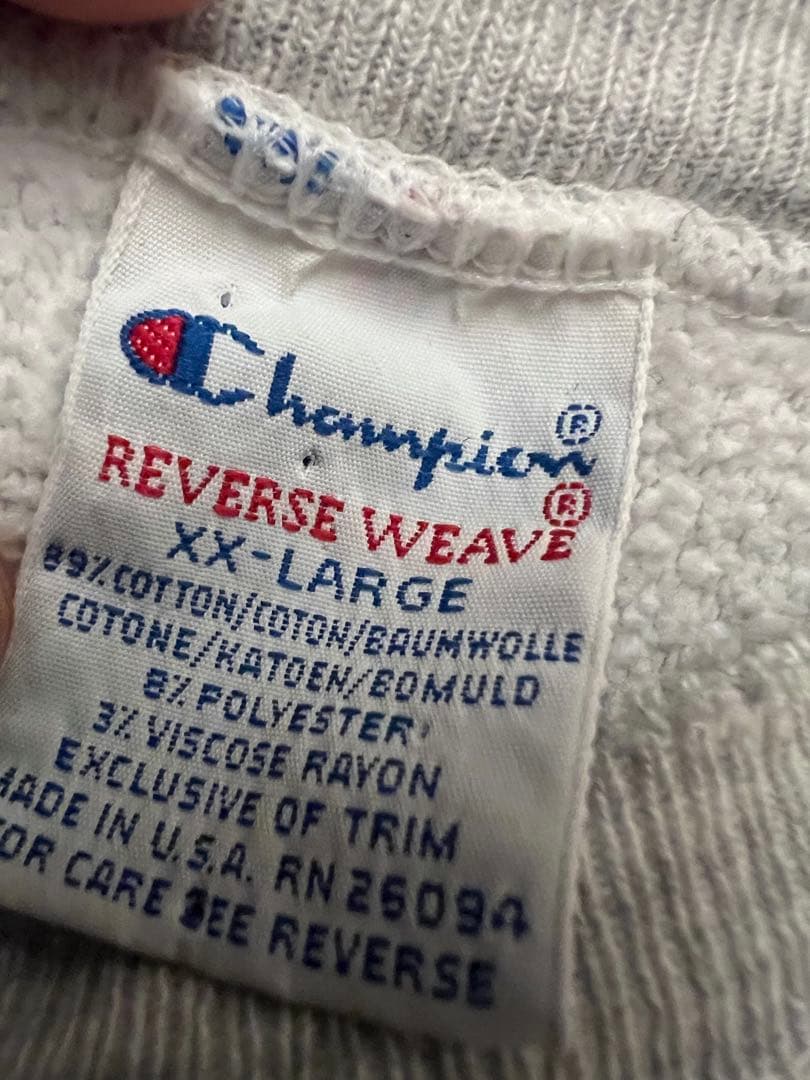 Champion®
REVERSE WEAVE®
XX-LARGE
89% COTTON/COTON/BAUMWOLLE
COTONE/KATOEN/BOMULD
8% POLYESTER
3% VISCOSE RAYON
EXCLUSIVE OF TRIM
MADE IN U.S.A. RN 26094
FOR CARE SEE REVERSE